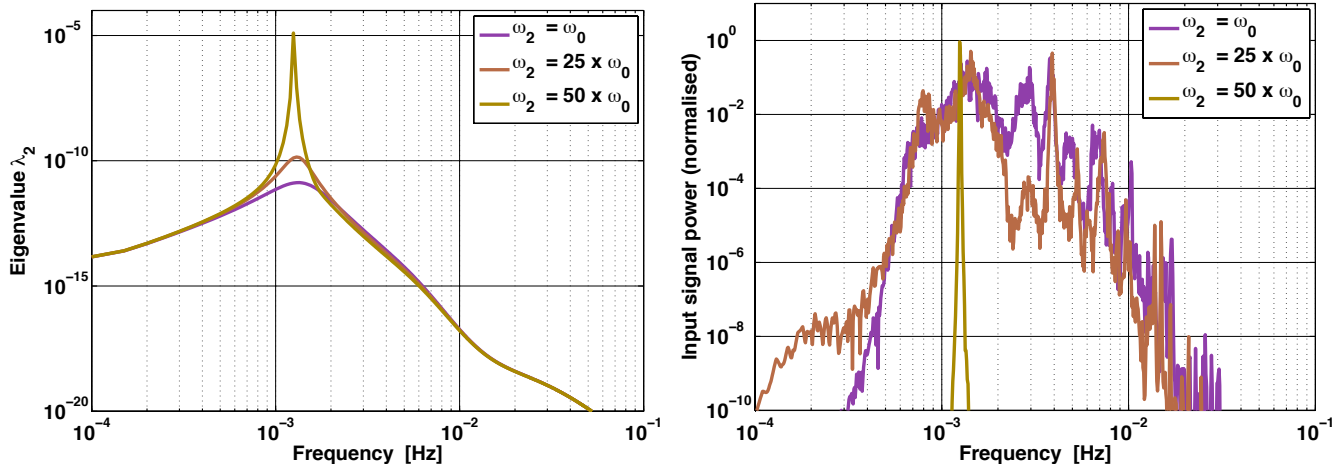 10⁻⁵
10⁻¹⁰
10⁻¹⁵
10⁻²⁰
Eigenvalue λ₂
ω₂ = ω₀
ω₂ = 25 x ω₀
ω₂ = 50 x ω₀
10⁻⁴
10⁻³
10⁻²
10⁻¹
Frequency [Hz]
10⁰
10⁻²
10⁻⁴
10⁻⁶
10⁻⁸
10⁻¹⁰
Input signal power (normalised)
ω₂ = ω₀
ω₂ = 25 x ω₀
ω₂ = 50 x ω₀
10⁻⁴
10⁻³
10⁻²
10⁻¹
Frequency [Hz]